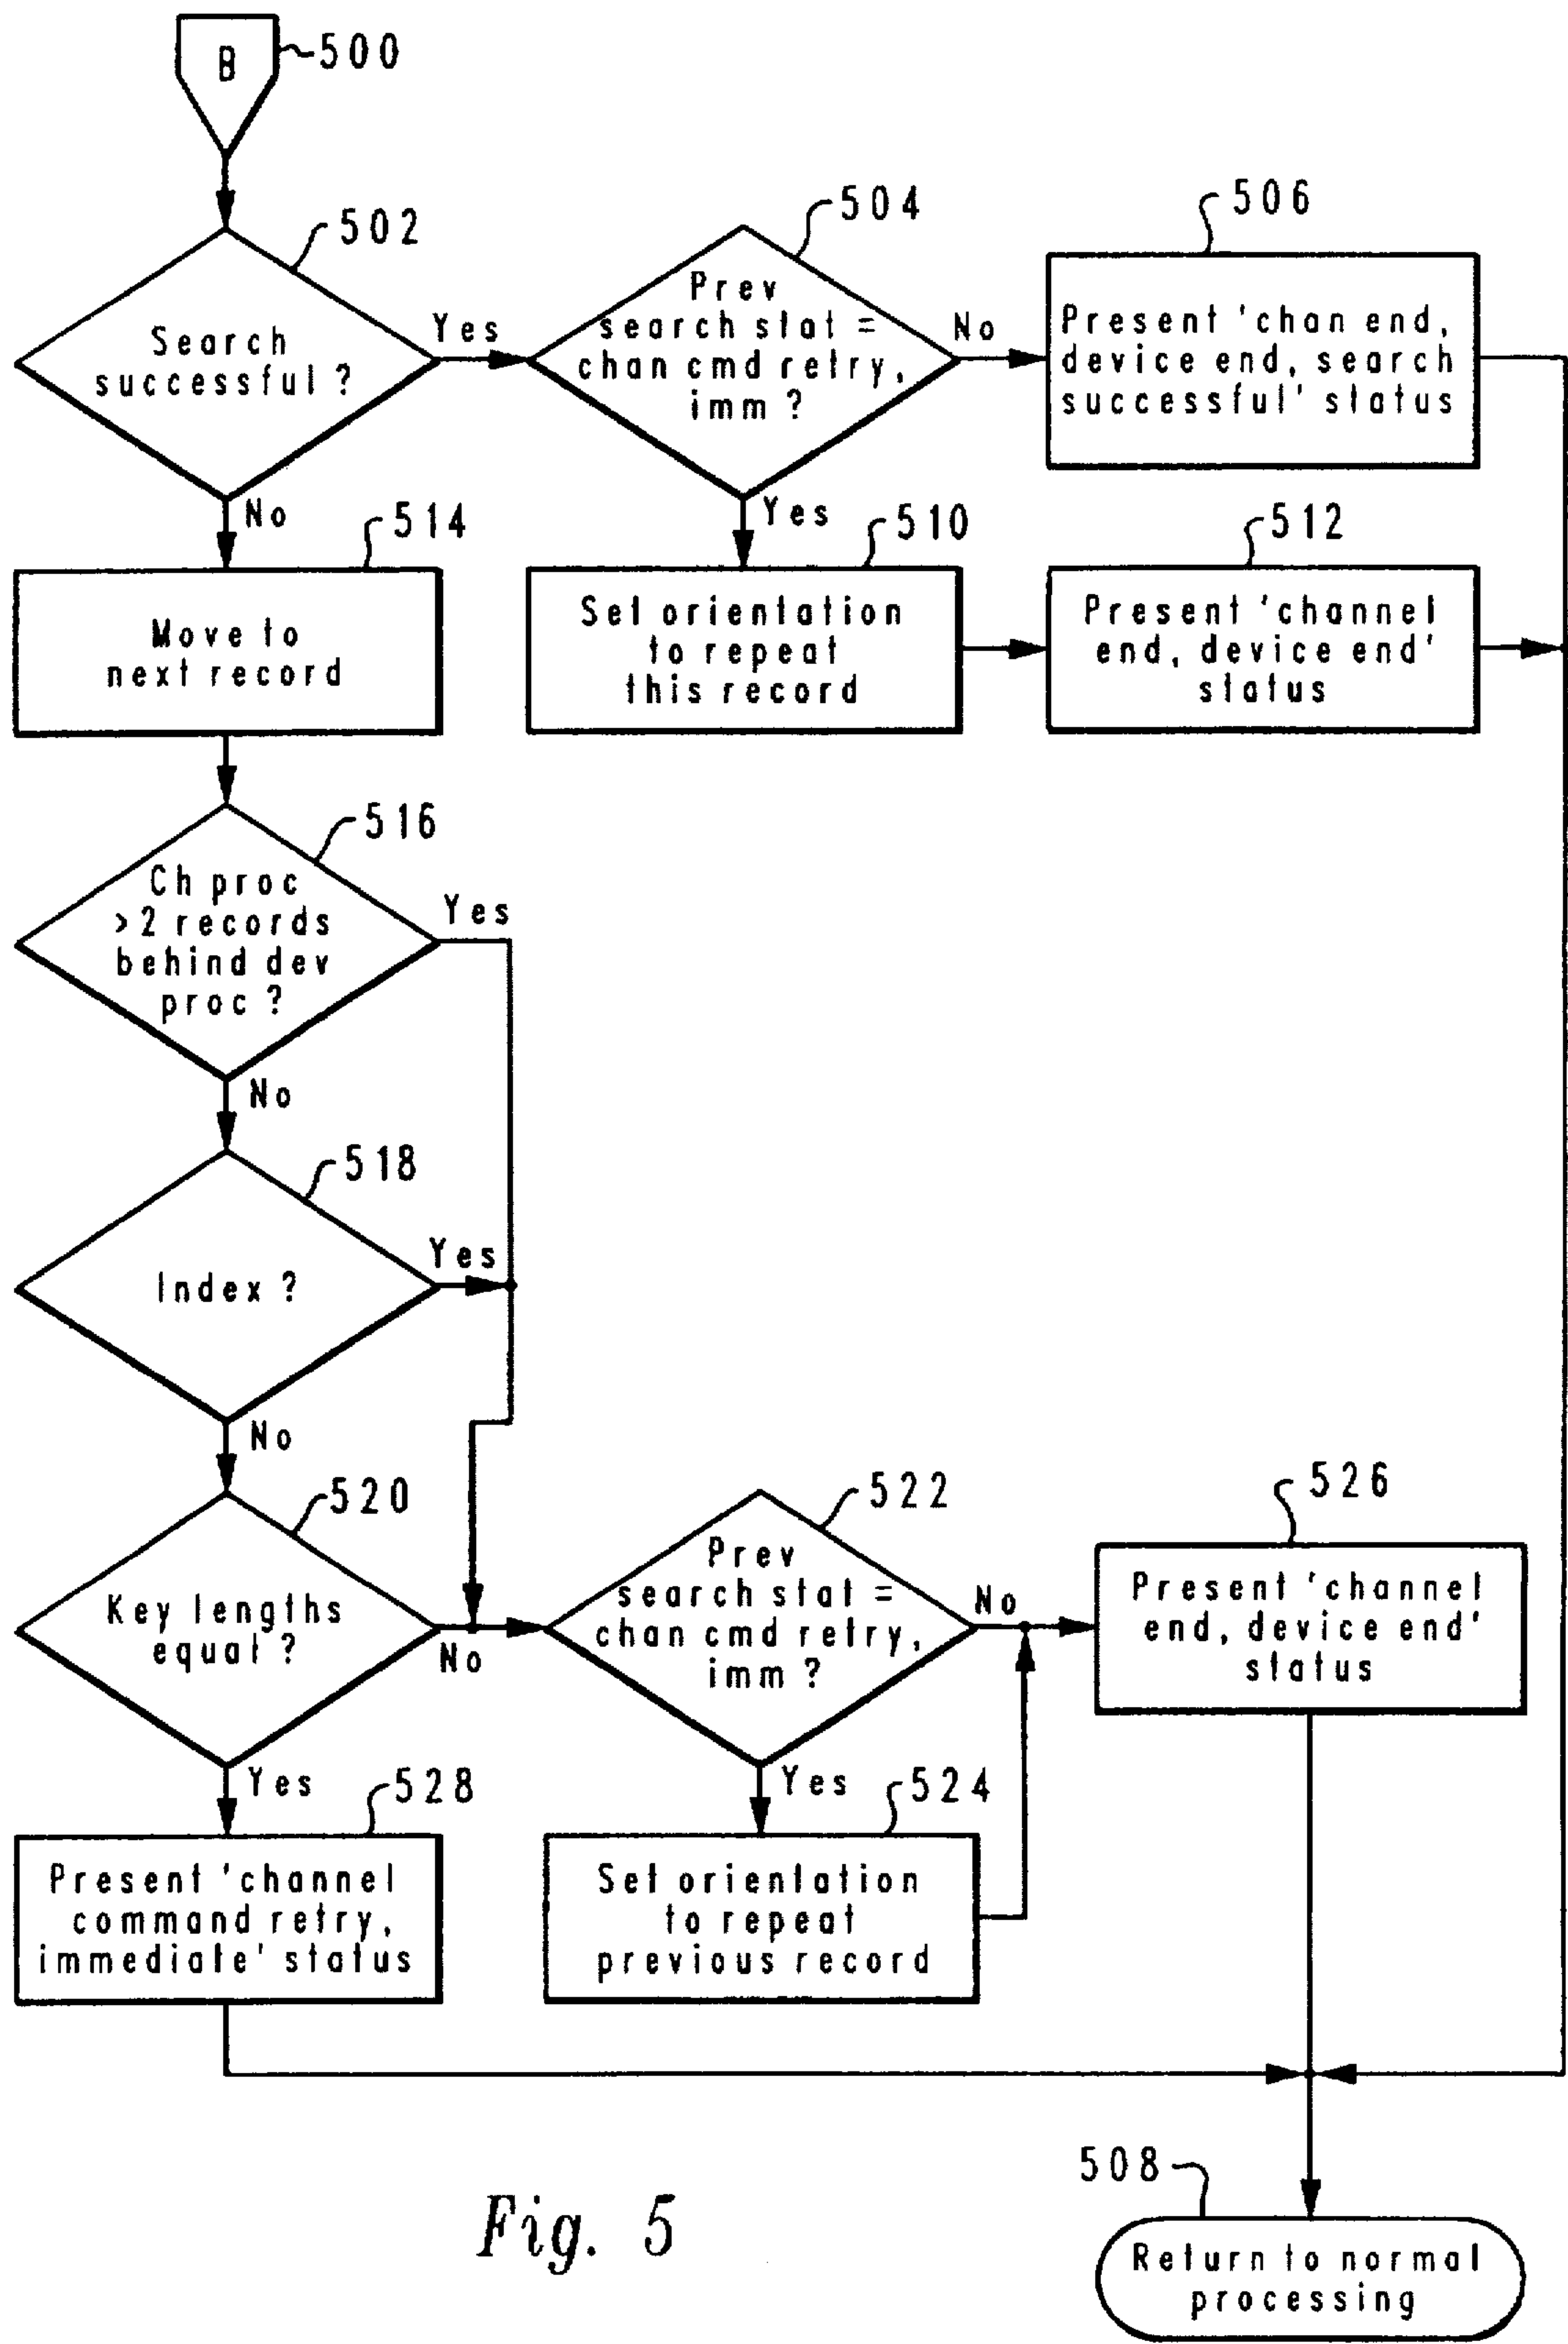 B
500
502
Search
successful ?
Yes
No
504
Prev
search stat =
chan cmd retry,
imm ?
No
Yes
506
Present 'chan end,
device end, search
successful' status
514
Move to
next record
510
Set orientation
to repeat
this record
512
Present 'channel
end, device end'
status
516
Ch proc
>2 records
behind dev
proc ?
Yes
No
518
Index ?
Yes
No
520
Key lengths
equal ?
No
Yes
522
Prev
search stat =
chan cmd retry,
imm ?
No
Yes
526
Present 'channel
end, device end'
status
528
Present 'channel
command retry,
immediate' status
524
Set orientation
to repeat
previous record
508
Return to normal
processing
Fig. 5